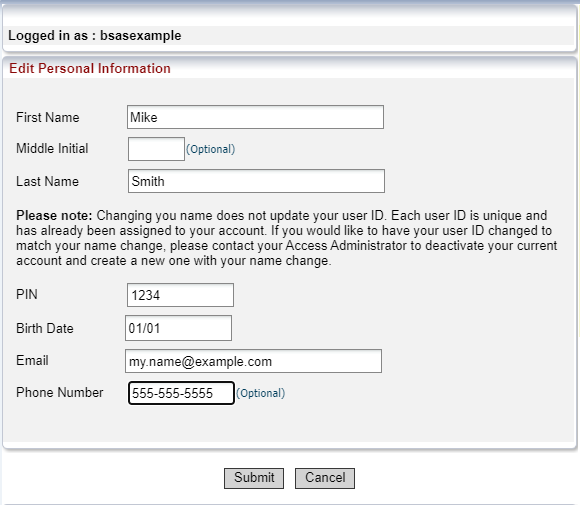 Logged in as : bsasexample
Edit Personal Information
First Name Mike
Middle Initial (Optional)
Last Name Smith
Please note: Changing you name does not update your user ID. Each user ID is unique and
has already been assigned to your account. If you would like to have your user ID changed to
match your name change, please contact your Access Administrator to deactivate your current
account and create a new one with your name change.
PIN 1234
Birth Date 01/01
Email my.name@example.com
Phone Number 555-555-5555 (Optional)
Submit Cancel